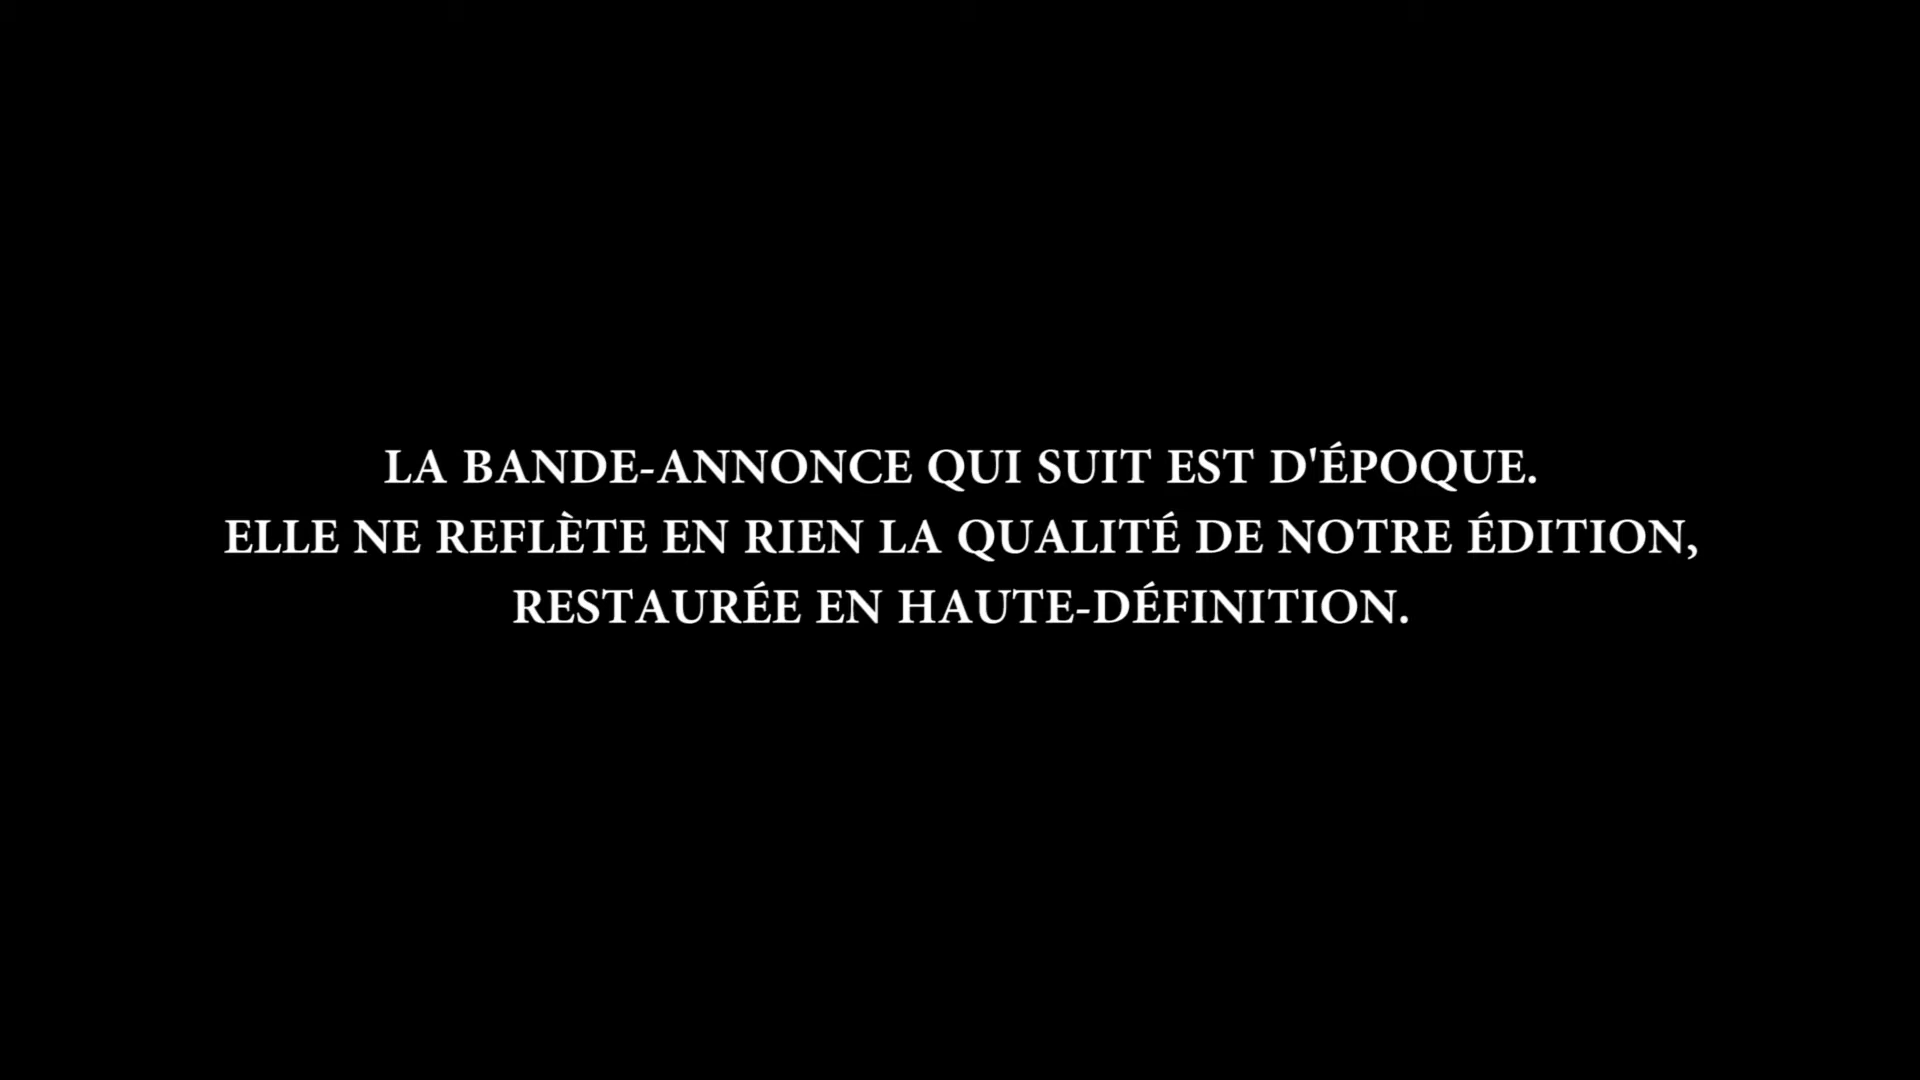 LA BANDE-ANNONCE QUI SUIT EST D'ÉPOQUE.
ELLE NE REFLÈTE EN RIEN LA QUALITÉ DE NOTRE ÉDITION,
RESTAURÉE EN HAUTE-DÉFINITION.